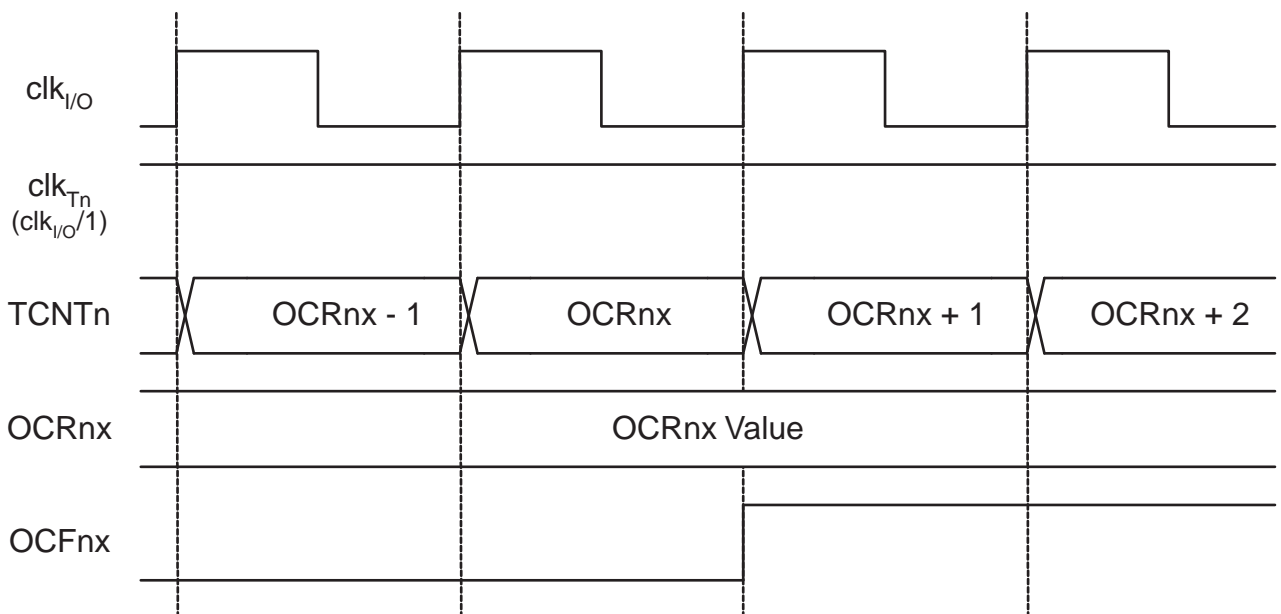 clkI/O
clkTn
(clkI/O/1)
TCNTn
OCRnx - 1
OCRnx
OCRnx + 1
OCRnx + 2
OCRnx
OCRnx Value
OCFnx